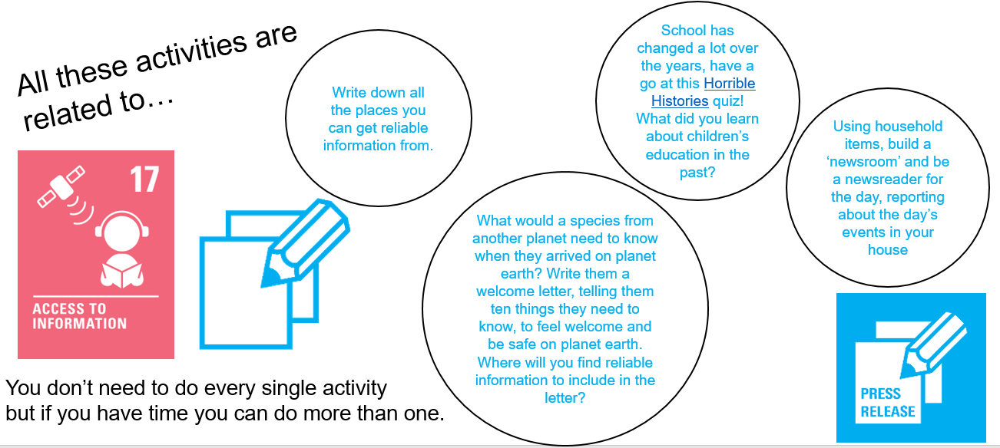 All these activities are
related to…
17
ACCESS TO
INFORMATION
Write down all
the places you
can get reliable
information from.
School has
changed a lot over
the years, have a
go at this Horrible
Histories quiz!
What did you learn
about children’s
education in the
past?
Using household
items, build a
‘newsroom’ and be
a newsreader for
the day, reporting
about the day’s
events in your
house
What would a species from
another planet need to know
when they arrived on planet
earth? Write them a
welcome letter, telling them
ten things they need to
know, to feel welcome and
be safe on planet earth.
Where will you find reliable
information to include in the
letter?
You don’t need to do every single activity
but if you have time you can do more than one.
PRESS
RELEASE